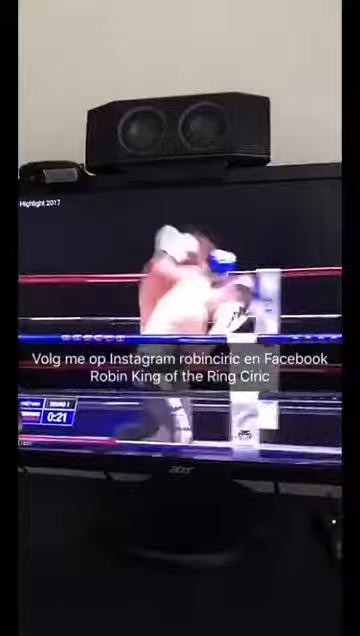 Highlight 2017
Volg me op Instagram robinciric en Facebook
Robin King of the Ring Ciric
ROUND 1
0:21
acer